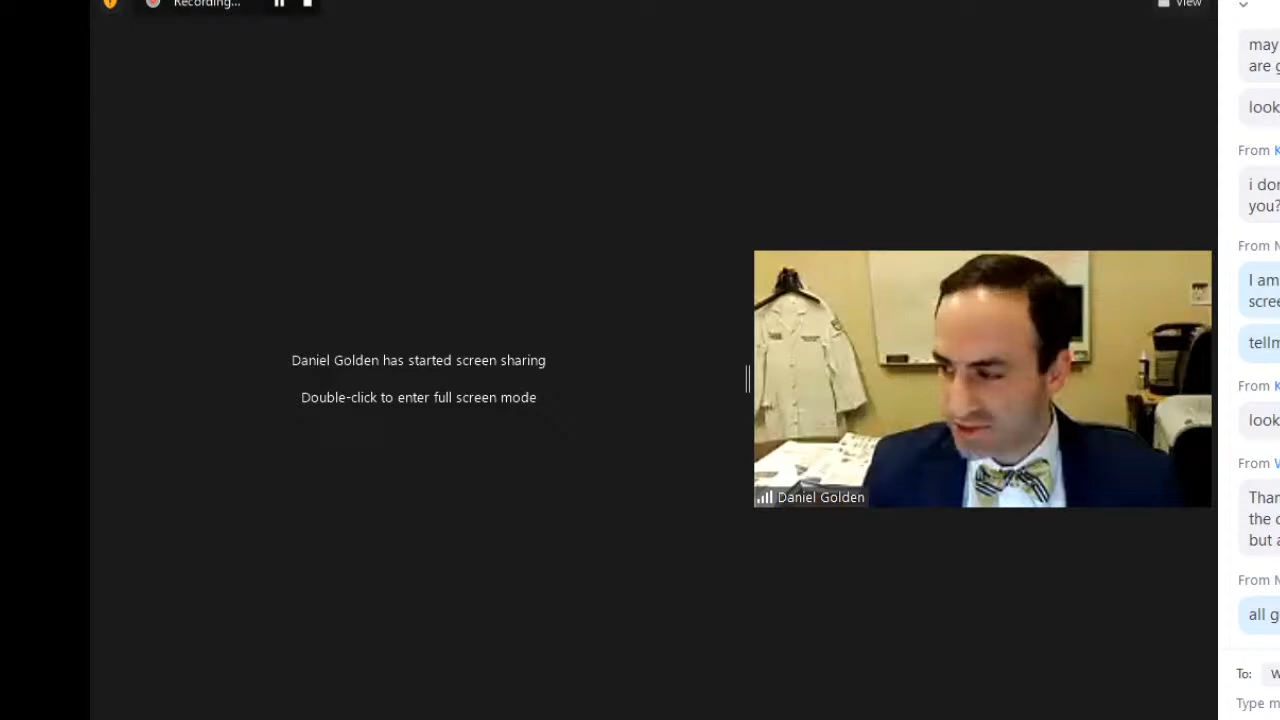 Recording...
View
may
are g
look
From K
i dor
you?
From N
I am
scree
tellm
From K
look
From W
Than
the c
but a
From N
all g
To: W
Type m
Daniel Golden has started screen sharing
Double-click to enter full screen mode
Daniel Golden